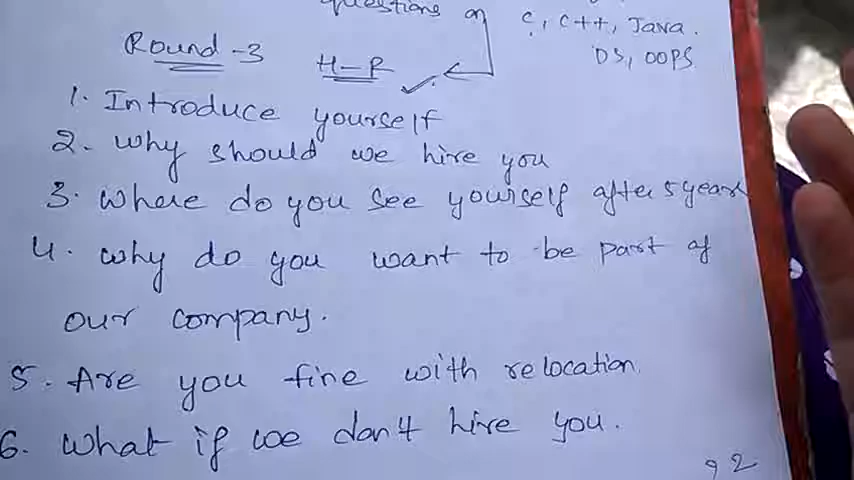 questions on
C, C++, Java.
DS, OOPS
Round -3
H-R
1. Introduce yourself
2. why should we hire you
3. where do you see yourself after 5 years
4. why do you want to be part of
our company.
5. Are you fine with relocation
6. What if we don't hire you.
92